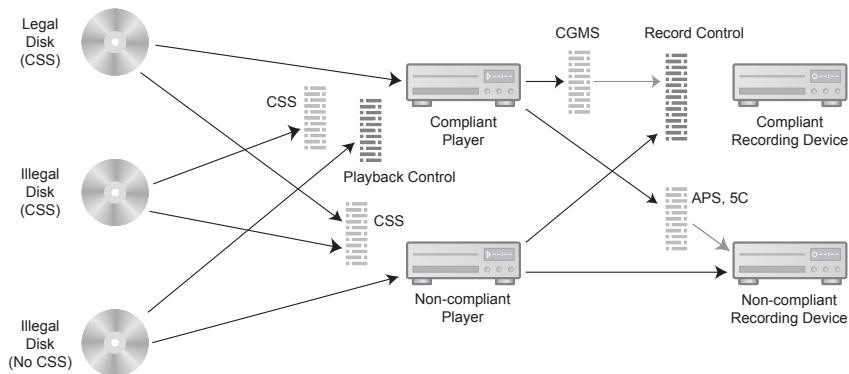 Legal
Disk
(CSS)
CGMS
Record Control
CSS
Compliant
Player
Compliant
Recording Device
Illegal
Disk
(CSS)
Playback Control
APS, 5C
CSS
Non-compliant
Player
Non-compliant
Recording Device
Illegal
Disk
(No CSS)